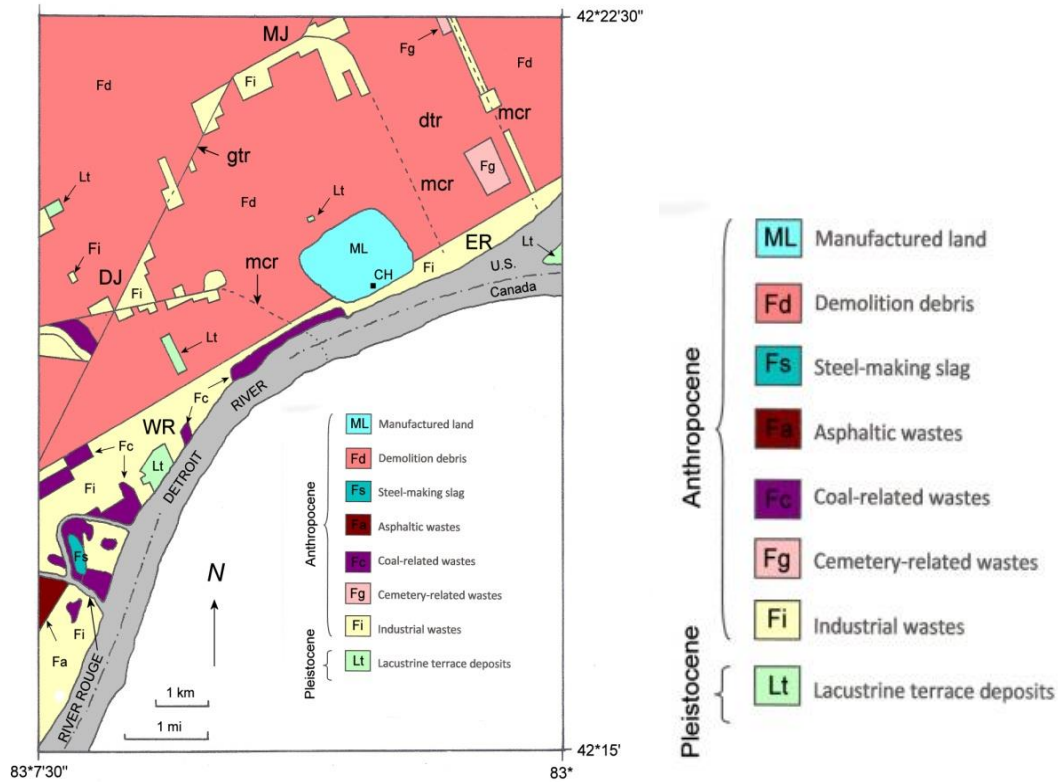 42°22'30"
MJ
Fg
Fd
Fd
Fi
dtr
mcr
gtr
Fg
mcr
Lt
Lt
Fd
ML
ER
Lt
CH
Fi
U.S.
Canada
Fi
DJ
Fi
mcr
Lt
RIVER
Fc
WR
Fc
Lt
DETROIT
Fi
Fs
Fi
Fa
RIVER ROUGE
N
1 km
1 mi
42°15'
83°7'30"
83°
Anthropocene
ML Manufactured land
Fd Demolition debris
Fs Steel-making slag
Fa Asphaltic wastes
Fc Coal-related wastes
Fg Cemetery-related wastes
Fi Industrial wastes
Pleistocene
Lt Lacustrine terrace deposits
Anthropocene
ML Manufactured land
Fd Demolition debris
Fs Steel-making slag
Fa Asphaltic wastes
Fc Coal-related wastes
Fg Cemetery-related wastes
Fi Industrial wastes
Pleistocene
Lt Lacustrine terrace deposits